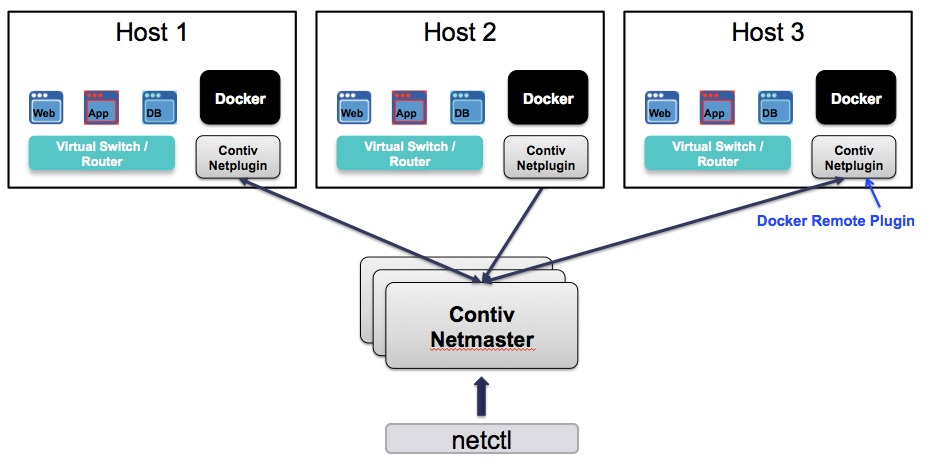 Host 1
Host 2
Host 3
Web
App
DB
Docker
Web
App
DB
Docker
Web
App
DB
Docker
Virtual Switch /
Router
Contiv
Netplugin
Virtual Switch /
Router
Contiv
Netplugin
Virtual Switch /
Router
Contiv
Netplugin
Docker Remote Plugin
Contiv
Netmaster
netctl